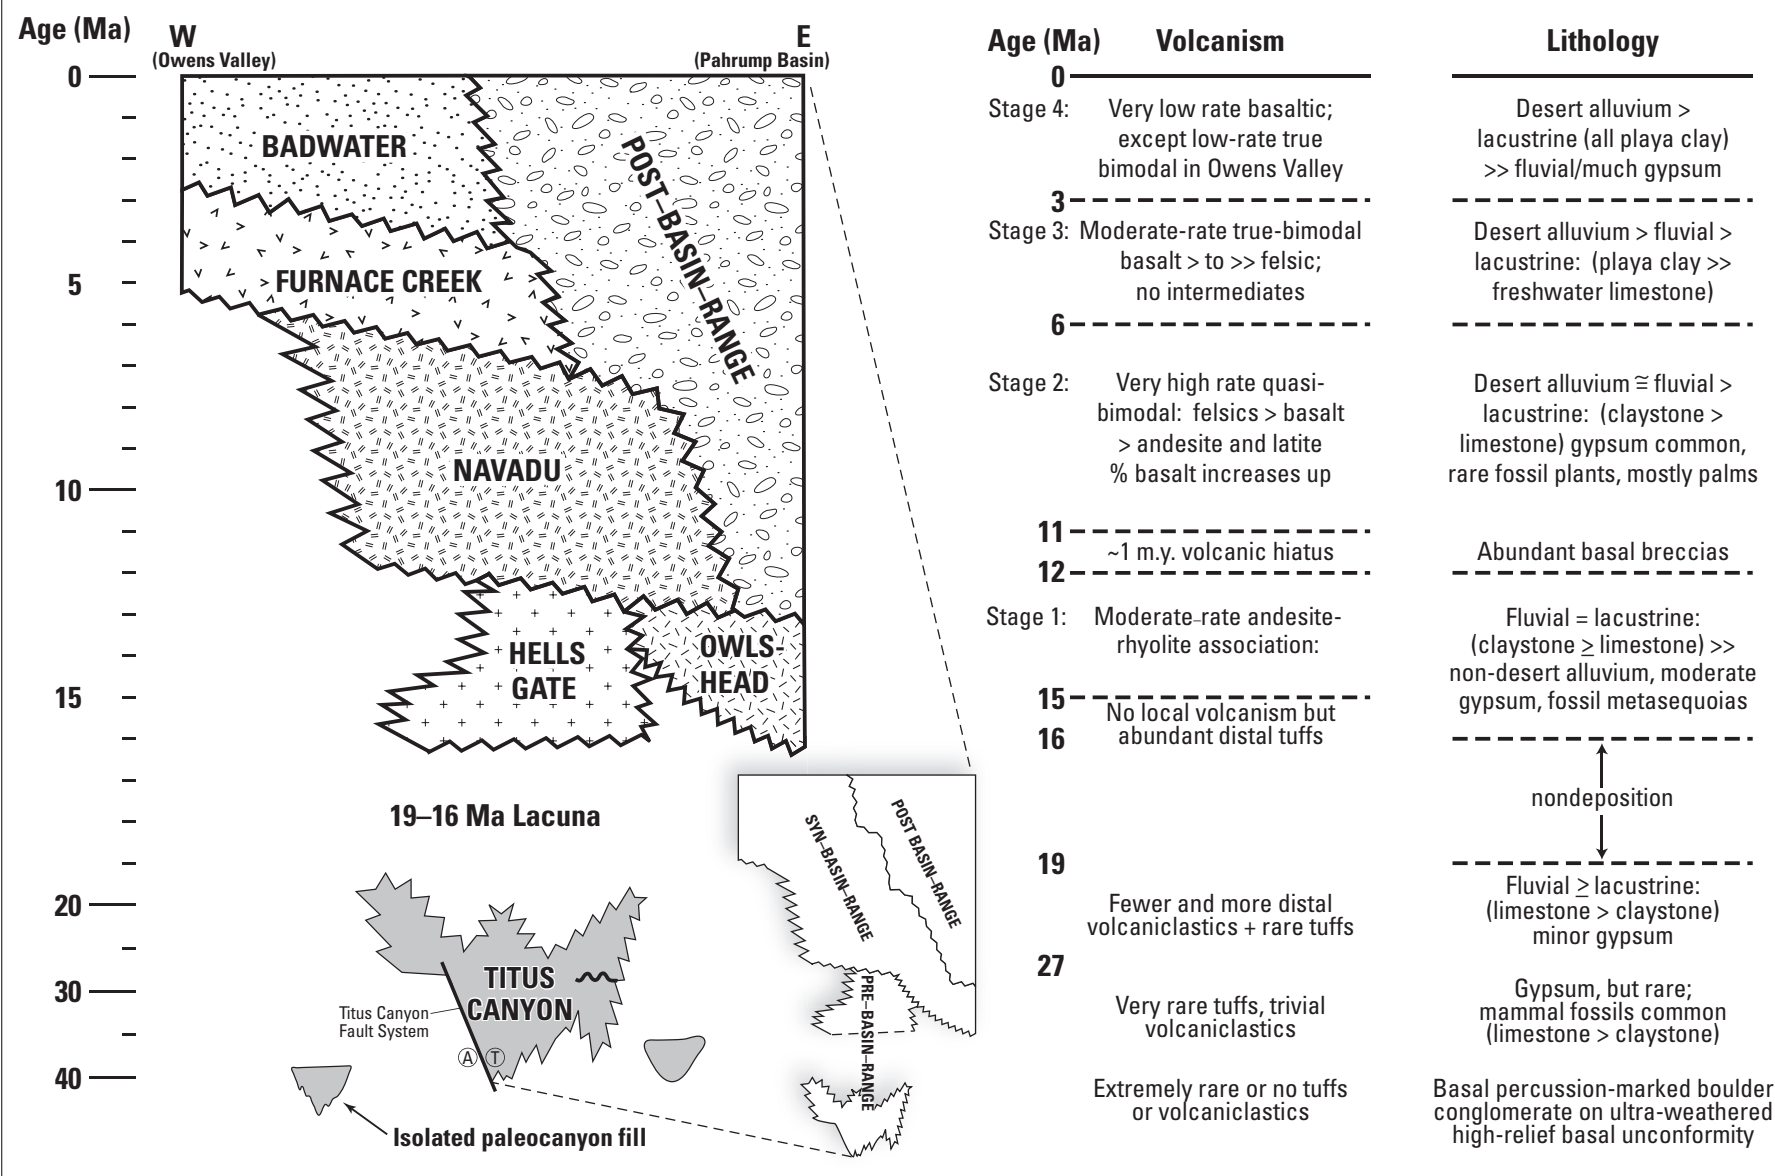 Age (Ma)
W
(Owens Valley)
E
(Pahrump Basin)
0
5
10
15
20
30
40
BADWATER
POST–BASIN–RANGE
FURNACE CREEK
NAVADU
HELLS
GATE
OWLS-
HEAD
19–16 Ma Lacuna
TITUS
CANYON
Titus Canyon
Fault System
A
T
Isolated paleocanyon fill
SYN–BASIN–RANGE
POST BASIN–RANGE
PRE–BASIN–RANGE
Age (Ma)
Volcanism
Lithology
0
Stage 4:
Very low rate basaltic;
except low-rate true
bimodal in Owens Valley
Desert alluvium >
lacustrine (all playa clay)
>> fluvial/much gypsum
3
Stage 3:
Moderate-rate true-bimodal
basalt > to >> felsic;
no intermediates
Desert alluvium > fluvial >
lacustrine: (playa clay >>
freshwater limestone)
6
Stage 2:
Very high rate quasi-
bimodal: felsics > basalt
> andesite and latite
% basalt increases up
Desert alluvium ≅ fluvial >
lacustrine: (claystone >
limestone) gypsum common,
rare fossil plants, mostly palms
11
~1 m.y. volcanic hiatus
Abundant basal breccias
12
Stage 1:
Moderate–rate andesite-
rhyolite association:
Fluvial = lacustrine:
(claystone ≥ limestone) >>
non-desert alluvium, moderate
gypsum, fossil metasequoias
15
No local volcanism but
abundant distal tuffs
16
nondeposition
19
Fewer and more distal
volcaniclastics + rare tuffs
Fluvial ≥ lacustrine:
(limestone > claystone)
minor gypsum
27
Very rare tuffs, trivial
volcaniclastics
Gypsum, but rare;
mammal fossils common
(limestone > claystone)
Extremely rare or no tuffs
or volcaniclastics
Basal percussion-marked boulder
conglomerate on ultra-weathered
high-relief basal unconformity